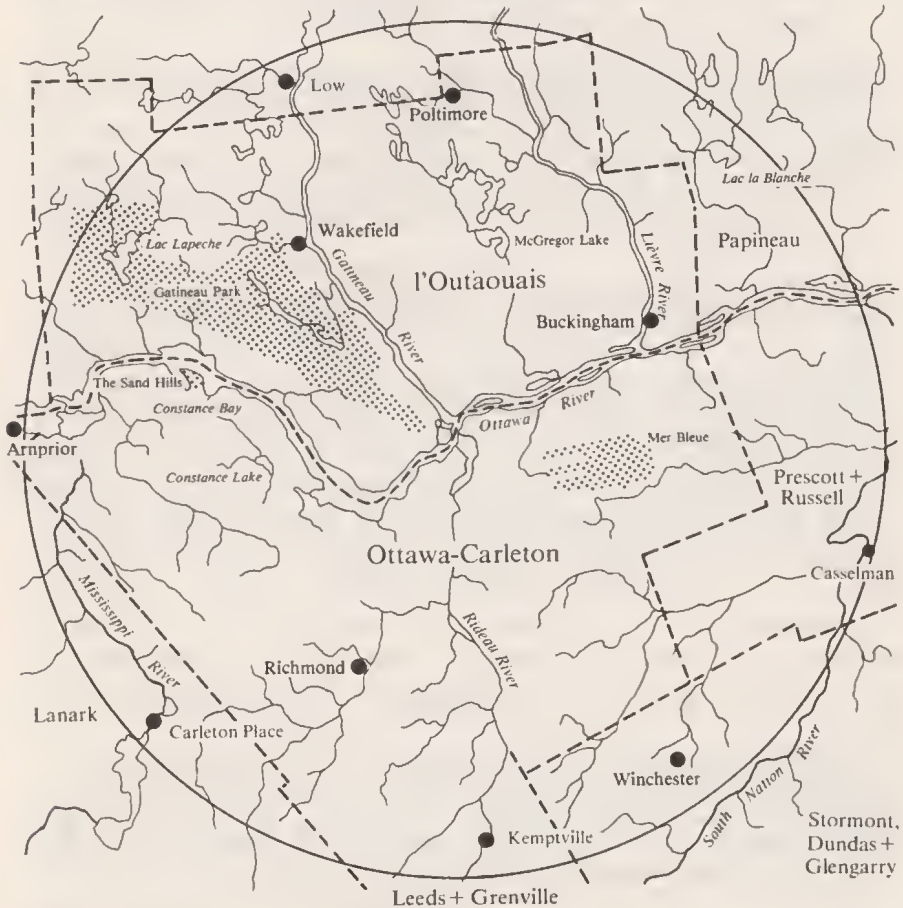 Low
Poltimore
Lac la Blanche
Wakefield
Lac Lapeche
McGregor Lake
Papineau
Gatineau River
Lièvre River
l'Outaouais
Gatineau Park
Buckingham
The Sand Hills
Constance Bay
Ottawa River
Arnprior
Mer Bleue
Constance Lake
Prescott +
Russell
Ottawa-Carleton
Casselman
Mississippi River
Rideau River
Richmond
Lanark
Carleton Place
Winchester
South Nation River
Kemptville
Stormont,
Dundas +
Glengarry
Leeds + Grenville